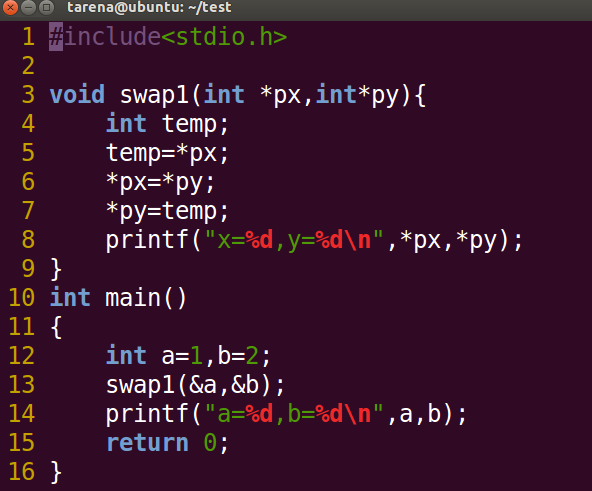 tarena@ubuntu: ~/test
1 #include<stdio.h>
2
3 void swap1(int *px,int*py){
4     int temp;
5     temp=*px;
6     *px=*py;
7     *py=temp;
8     printf("x=%d,y=%d\n",*px,*py);
9 }
10 int main()
11 {
12     int a=1,b=2;
13     swap1(&a,&b);
14     printf("a=%d,b=%d\n",a,b);
15     return 0;
16 }